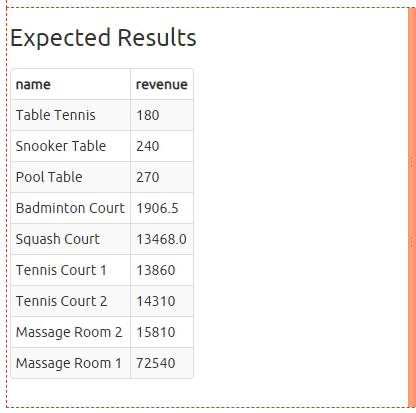 Expected Results
name revenue
Table Tennis 180
Snooker Table 240
Pool Table 270
Badminton Court 1906.5
Squash Court 13468.0
Tennis Court 1 13860
Tennis Court 2 14310
Massage Room 2 15810
Massage Room 1 72540